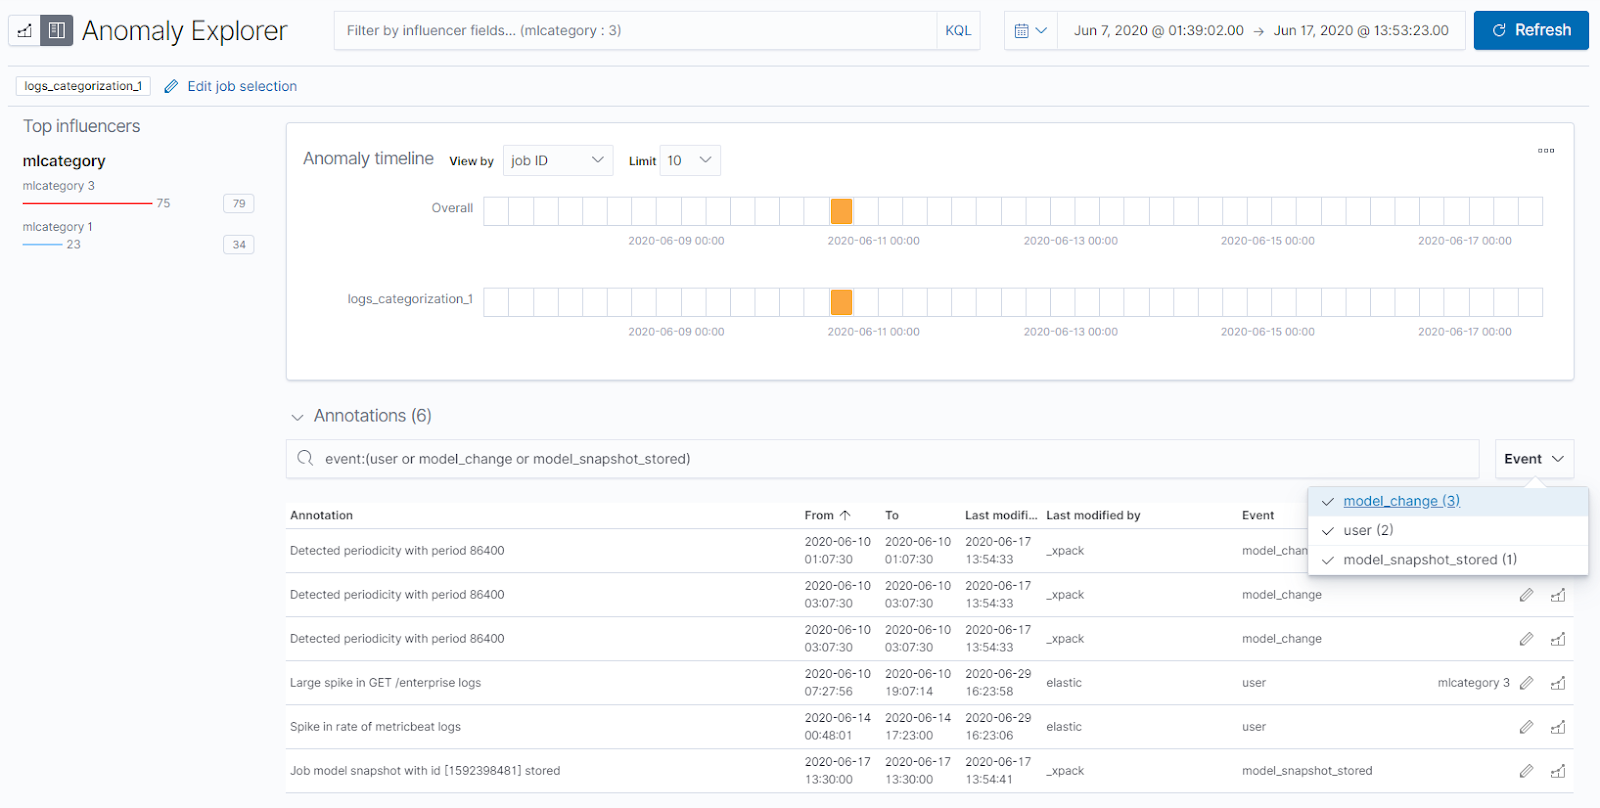 Anomaly Explorer
Filter by influencer fields... (mlcategory : 3)
KQL
Jun 7, 2020 @ 01:39:02.00 → Jun 17, 2020 @ 13:53:23.00
Refresh
logs_categorization_1
Edit job selection
Top influencers
mlcategory
mlcategory 3
75 79
mlcategory 1
23 34
Anomaly timeline View by job ID Limit 10
Overall
2020-06-09 00:00 2020-06-11 00:00 2020-06-13 00:00 2020-06-15 00:00 2020-06-17 00:00
logs_categorization_1
2020-06-09 00:00 2020-06-11 00:00 2020-06-13 00:00 2020-06-15 00:00 2020-06-17 00:00
Annotations (6)
event:(user or model_change or model_snapshot_stored)
Event
model_change (3)
user (2)
model_snapshot_stored (1)
Annotation From ↑ To Last modifi... Last modified by Event
Detected periodicity with period 86400 2020-06-10 01:07:30 2020-06-10 01:07:30 2020-06-17 13:54:33 _xpack model_chan
Detected periodicity with period 86400 2020-06-10 03:07:30 2020-06-10 03:07:30 2020-06-17 13:54:33 _xpack model_change
Detected periodicity with period 86400 2020-06-10 03:07:30 2020-06-10 03:07:30 2020-06-17 13:54:33 _xpack model_change
Large spike in GET /enterprise logs 2020-06-10 07:27:56 2020-06-10 19:07:14 2020-06-29 16:23:58 elastic user mlcategory 3
Spike in rate of metricbeat logs 2020-06-14 00:48:01 2020-06-14 17:23:00 2020-06-29 16:23:06 elastic user
Job model snapshot with id [1592398481] stored 2020-06-17 13:30:00 2020-06-17 13:30:00 2020-06-17 13:54:41 _xpack model_snapshot_stored